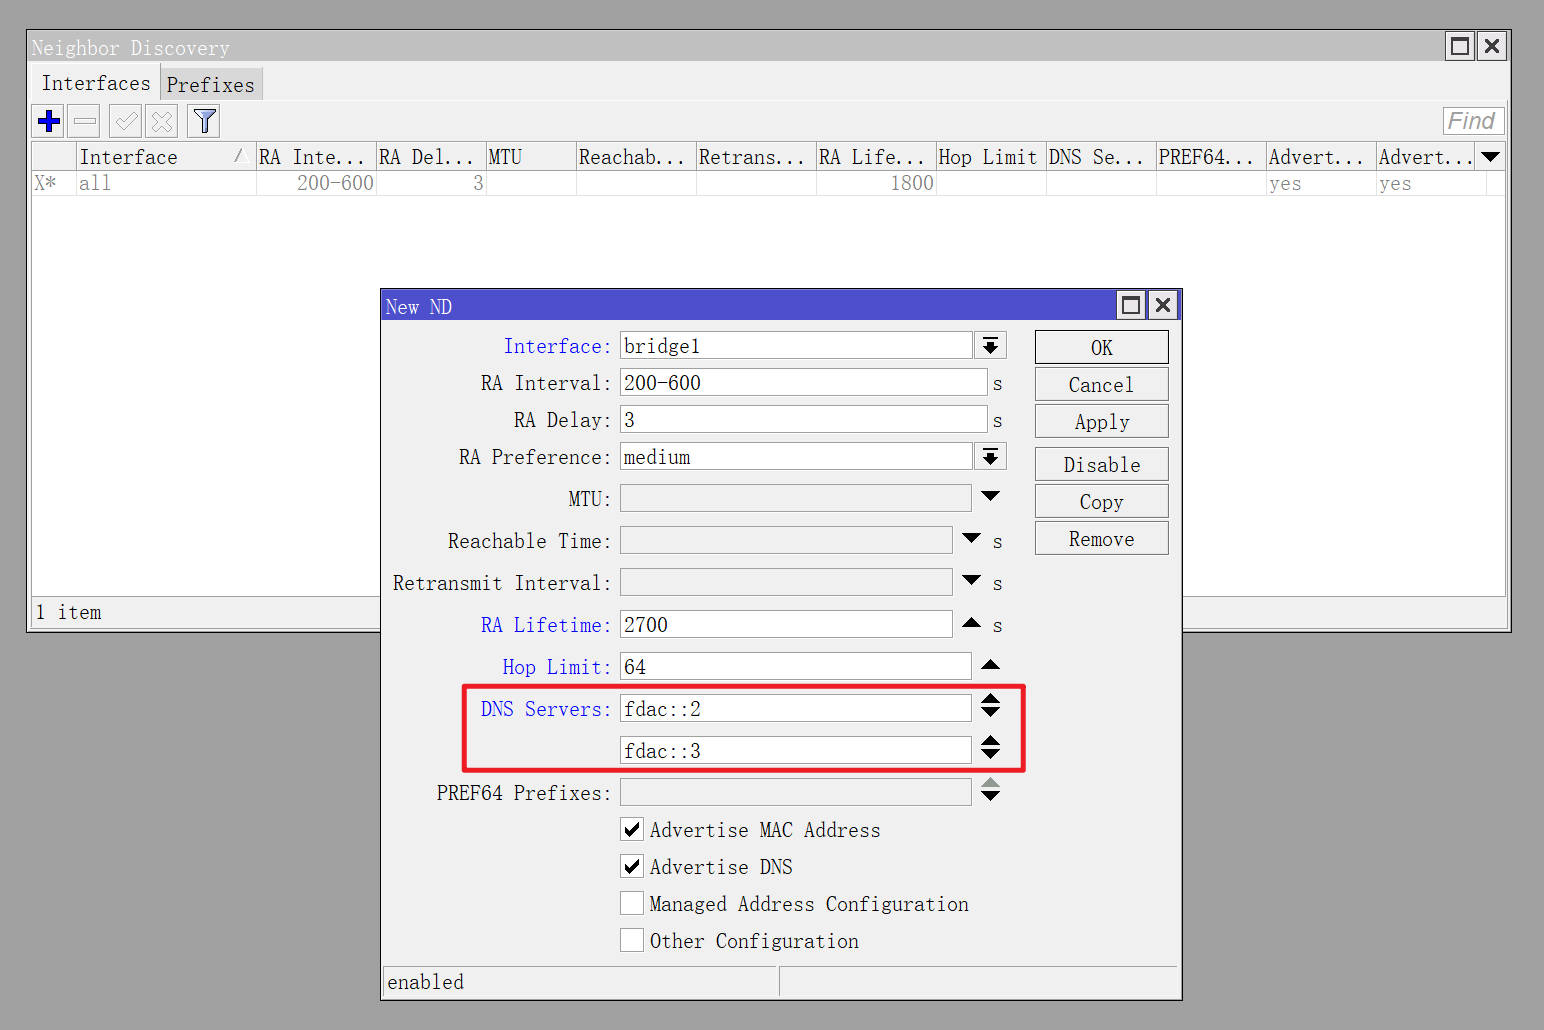 Neighbor Discovery
Interfaces Prefixes
Find
Interface RA Inte... RA Del... MTU Reachab... Retrans... RA Life... Hop Limit DNS Se... PREF64... Advert... Advert...
X* all 200-600 3 1800 yes yes
1 item
New ND
Interface: bridge1 OK
RA Interval: 200-600 s Cancel
RA Delay: 3 s Apply
RA Preference: medium Disable
MTU: Copy
Reachable Time: s Remove
Retransmit Interval: s
RA Lifetime: 2700 s
Hop Limit: 64
DNS Servers: fdac::2
fdac::3
PREF64 Prefixes:
Advertise MAC Address
Advertise DNS
Managed Address Configuration
Other Configuration
enabled